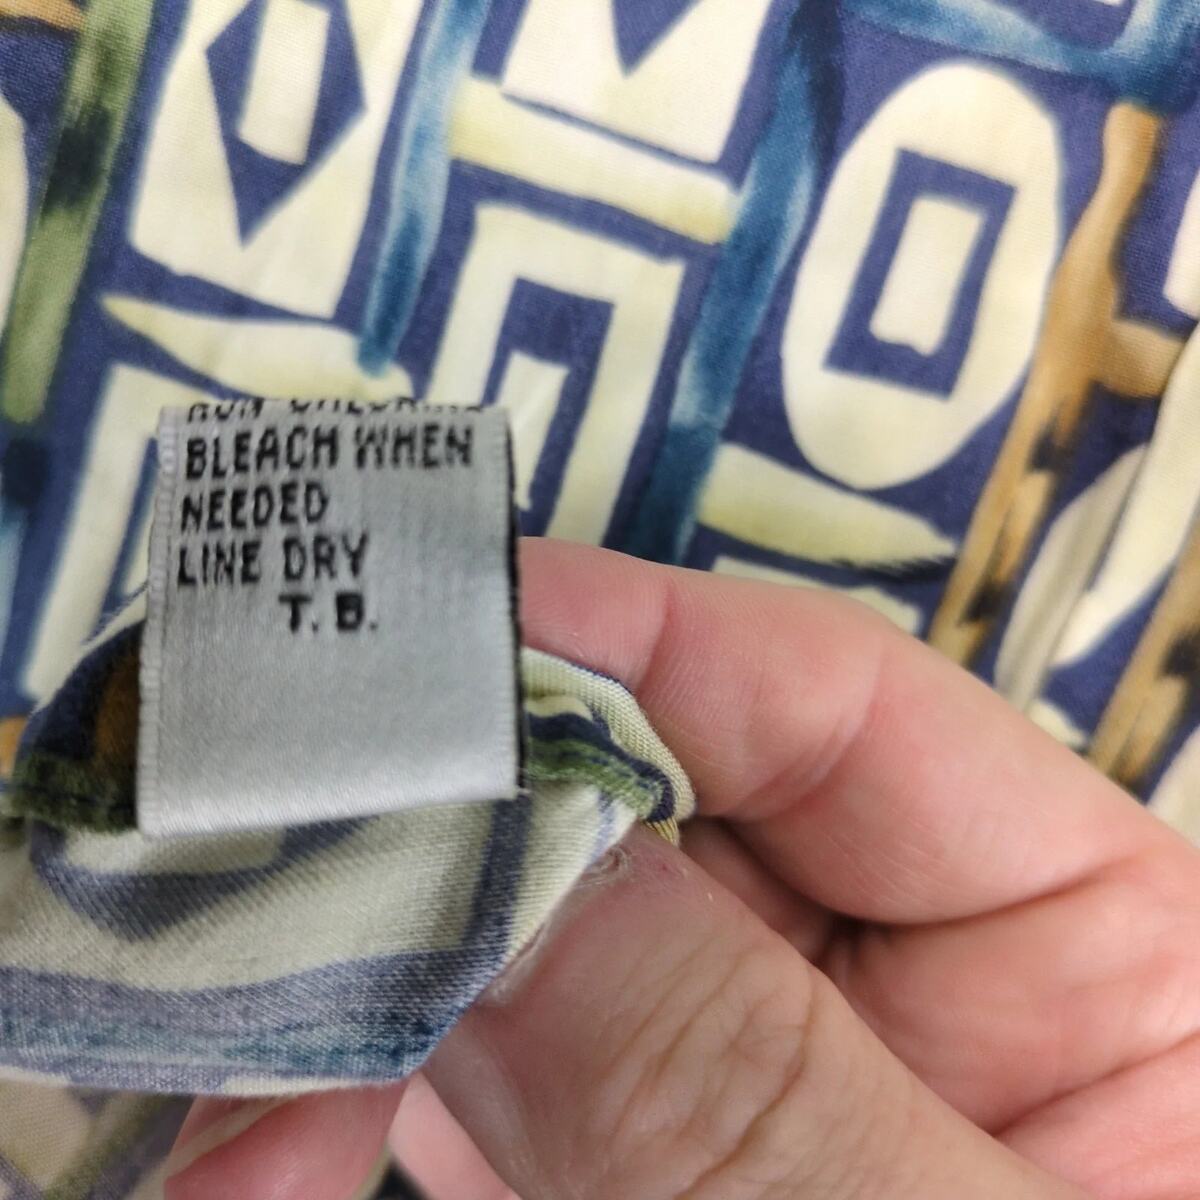 BLEACH WHEN
NEEDED
LINE DRY
T. B.